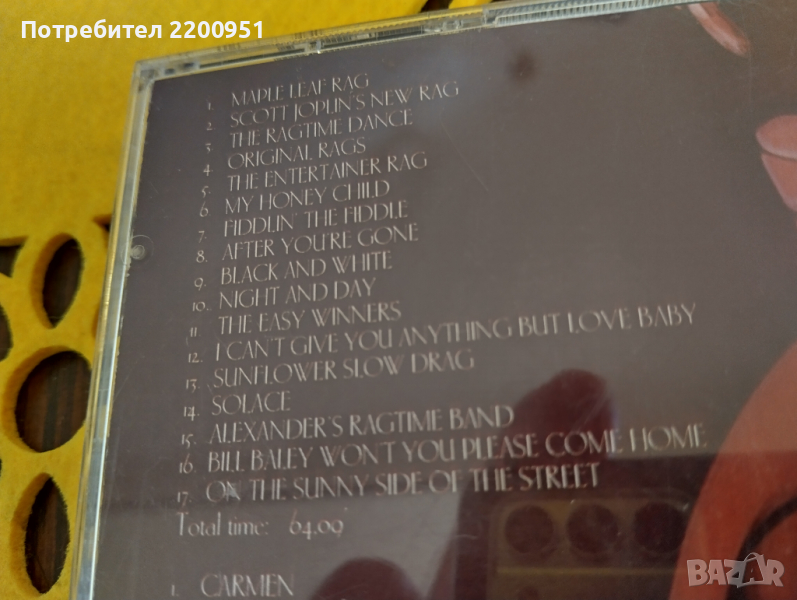 Потребител 2200951
1. MAPLE LEAF RAG
2. SCOTT JOPLIN'S NEW RAG
3. THE RAGTIME DANCE
4. ORIGINAL RAGS
5. THE ENTERTAINER RAG
6. MY HONEY CHILD
7. FIDDLIN' THE FIDDLE
8. AFTER YOU'RE GONE
9. BLACK AND WHITE
10. NIGHT AND DAY
11 THE EASY WINNERS
12. I CAN'T GIVE YOU ANYTHING BUT LOVE BABY
13. SUNFLOWER SLOW DRAG
14. SOLACE
15. ALEXANDER'S RAGTIME BAND
16. BILL BALEY WON'T YOU PLEASE COME HOME
17. ON THE SUNNY SIDE OF THE STREET
Total time: 64.09
1. CARMEN
BAZAR